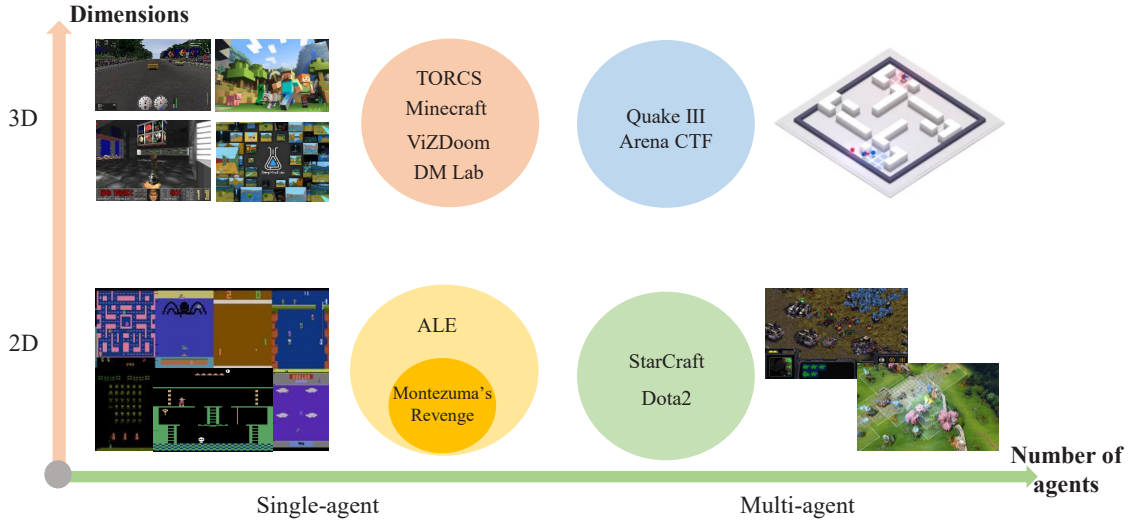 Dimensions
3D
TORCS
Minecraft
ViZDoom
DM Lab
Quake III
Arena CTF
2D
ALE
Montezuma's
Revenge
StarCraft
Dota2
Number of
agents
Single-agent
Multi-agent